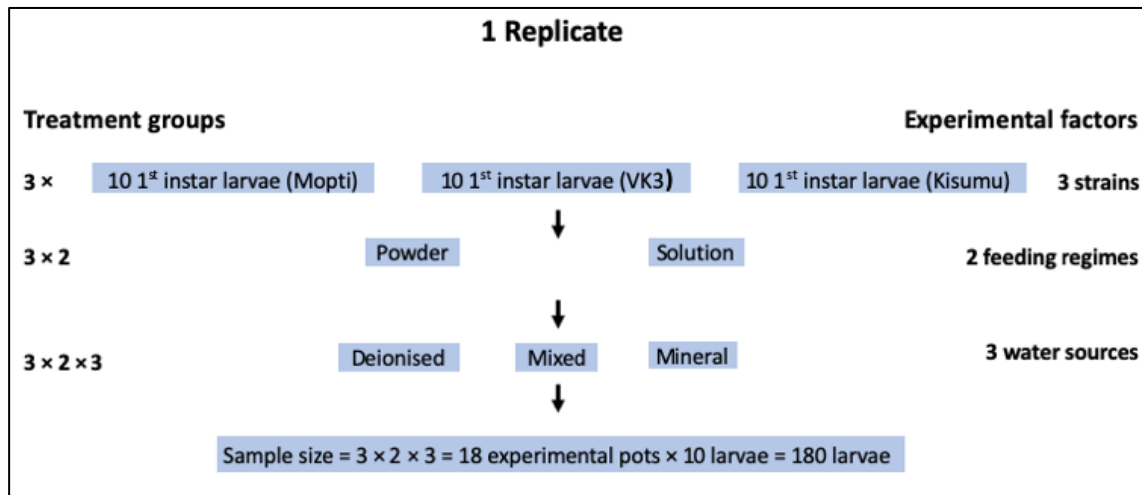 1 Replicate
Treatment groups Experimental factors
3 × 10 1st instar larvae (Mopti) 10 1st instar larvae (VK3) 10 1st instar larvae (Kisumu) 3 strains
3 × 2 Powder Solution 2 feeding regimes
3 × 2 × 3 Deionised Mixed Mineral 3 water sources
Sample size = 3 × 2 × 3 = 18 experimental pots × 10 larvae = 180 larvae